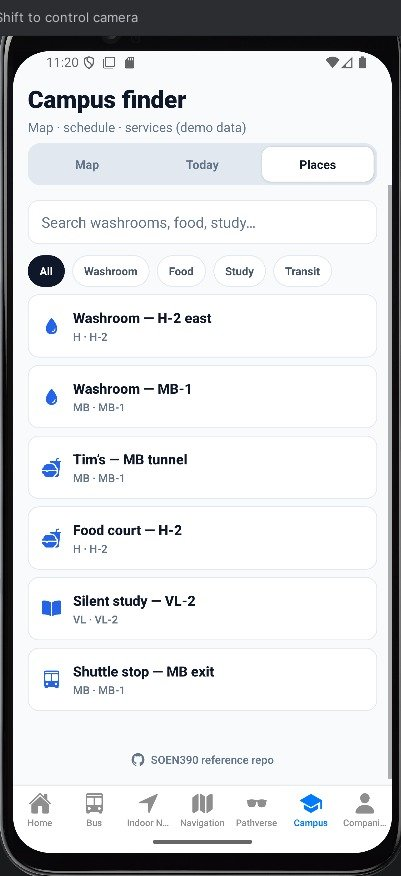 Shift to control camera
11:20
Campus finder
Map · schedule · services (demo data)
Map
Today
Places
Search washrooms, food, study…
All
Washroom
Food
Study
Transit
Washroom — H-2 east
H · H-2
Washroom — MB-1
MB · MB-1
Tim's — MB tunnel
MB · MB-1
Food court — H-2
H · H-2
Silent study — VL-2
VL · VL-2
Shuttle stop — MB exit
MB · MB-1
SOEN390 reference repo
Home
Bus
Indoor N…
Navigation
Pathverse
Campus
Compani…